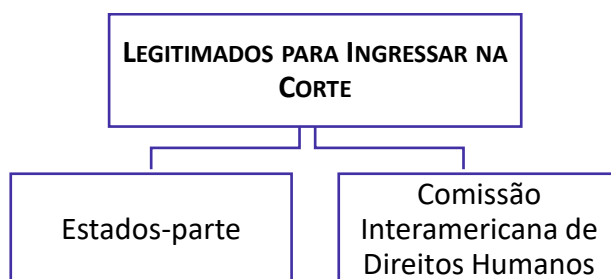 LEGITIMADOS PARA INGRESSAR NA
CORTE
Estados-parte
Comissão
Interamericana de
Direitos Humanos